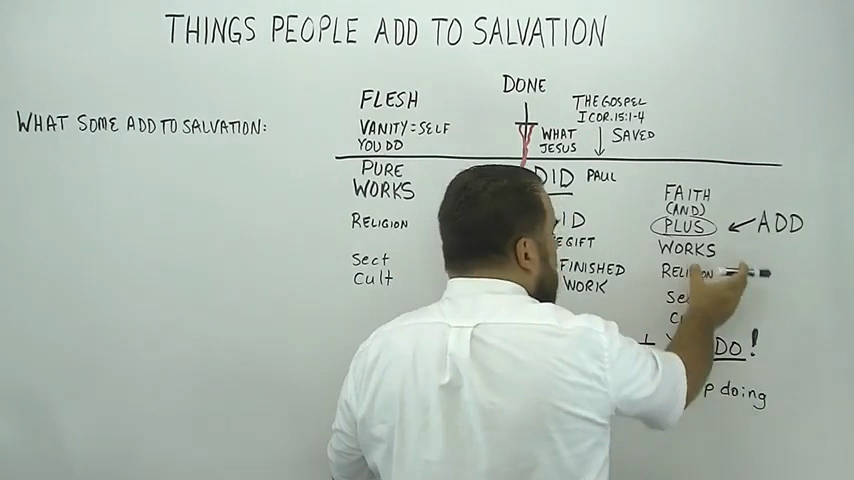 THINGS PEOPLE ADD TO SALVATION
WHAT SOME ADD TO SALVATION:
FLESH
VANITY=SELF
YOU DO
PURE
WORKS
RELIGION
Sect
Cult
DONE
WHAT
JESUS
DID
GIFT
FINISHED
WORK
THE GOSPEL
I COR.15:1-4
SAVED
PAUL
FAITH
(AND)
PLUS ADD
WORKS
DO!
doing